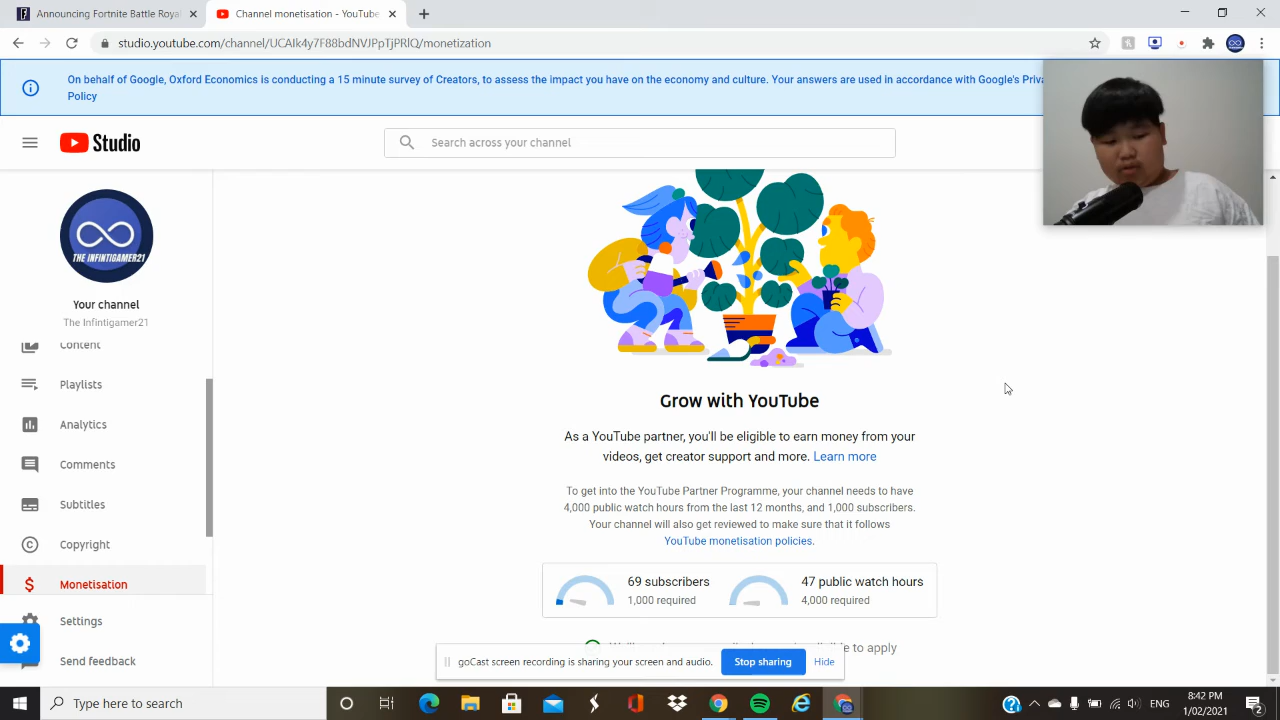 Announcing Fortnite Battle Royal
Channel monetisation - YouTube
studio.youtube.com/channel/UCAIk4y7F88bdNVJPpTjPRlQ/monetization
On behalf of Google, Oxford Economics is conducting a 15 minute survey of Creators, to assess the impact you have on the economy and culture. Your answers are used in accordance with Google's Priva
Policy
Studio
Search across your channel
THE INFINTIGAMER21
Your channel
The Infintigamer21
Content
Playlists
Analytics
Comments
Subtitles
Copyright
Monetisation
Settings
Send feedback
Grow with YouTube
As a YouTube partner, you'll be eligible to earn money from your
videos, get creator support and more. Learn more
To get into the YouTube Partner Programme, your channel needs to have
4,000 public watch hours from the last 12 months, and 1,000 subscribers.
Your channel will also get reviewed to make sure that it follows
YouTube monetisation policies.
69 subscribers
1,000 required
47 public watch hours
4,000 required
to apply
goCast screen recording is sharing your screen and audio.
Stop sharing
Hide
Type here to search
ENG
8:42 PM
1/02/2021
2